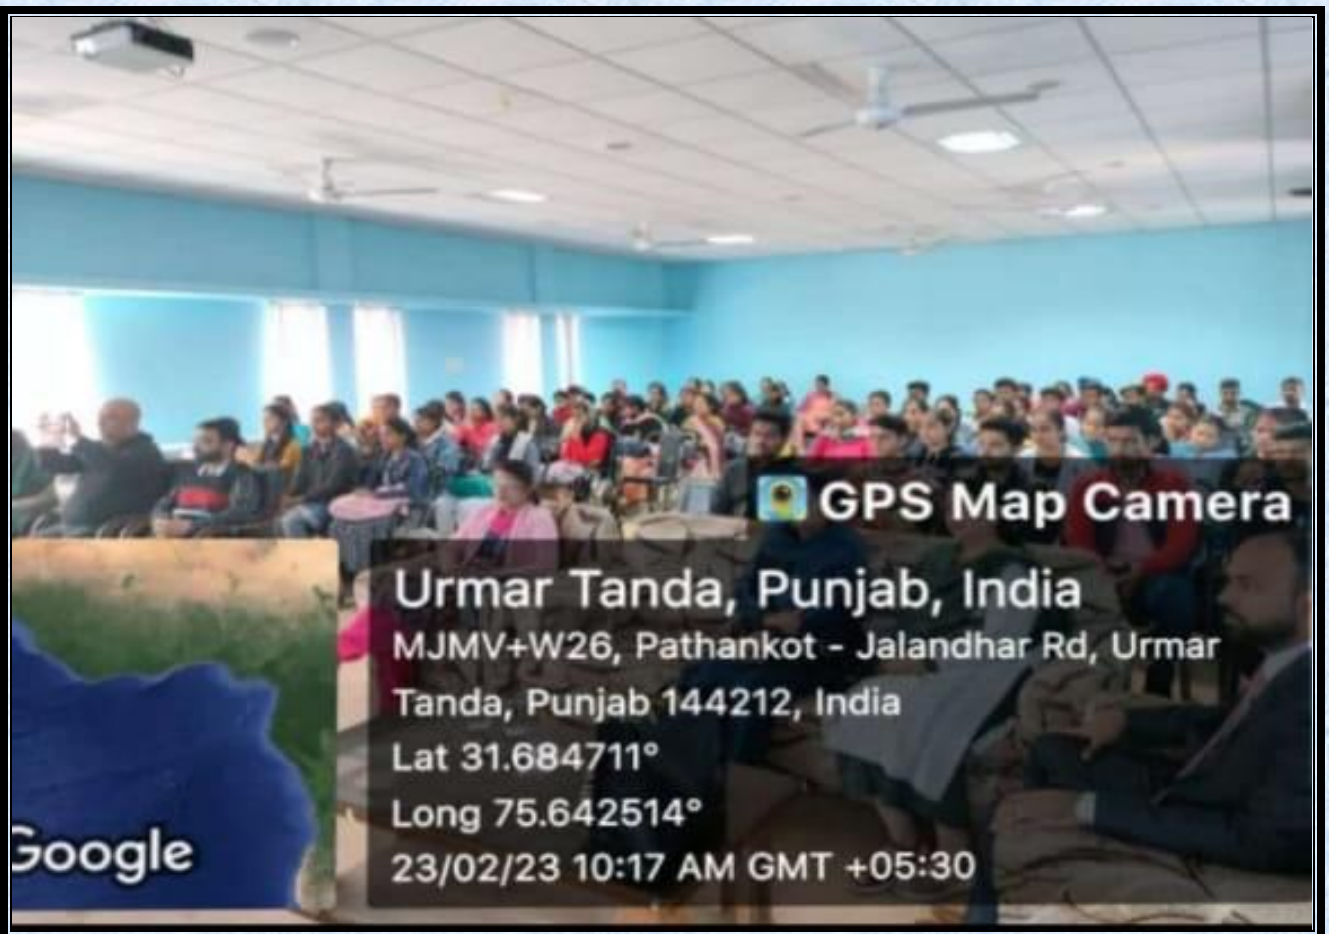 GPS Map Camera
Urmar Tanda, Punjab, India
MJMV+W26, Pathankot - Jalandhar Rd, Urmar
Tanda, Punjab 144212, India
Lat 31.684711°
Long 75.642514°
23/02/23 10:17 AM GMT +05:30
Google